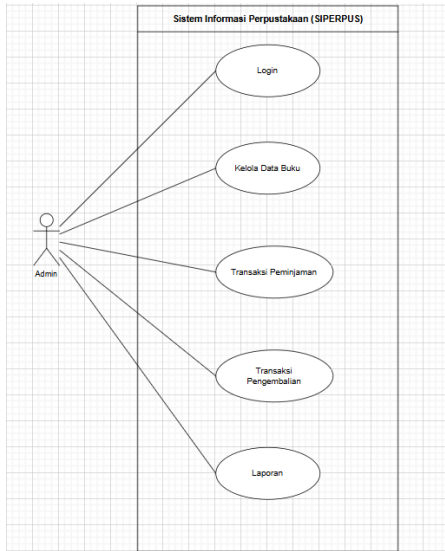 Sistem Informasi Perpustakaan (SIPERPUS)
Login
Kelola Data Buku
Admin
Transaksi Peminjaman
Transaksi
Pengembalian
Laporan